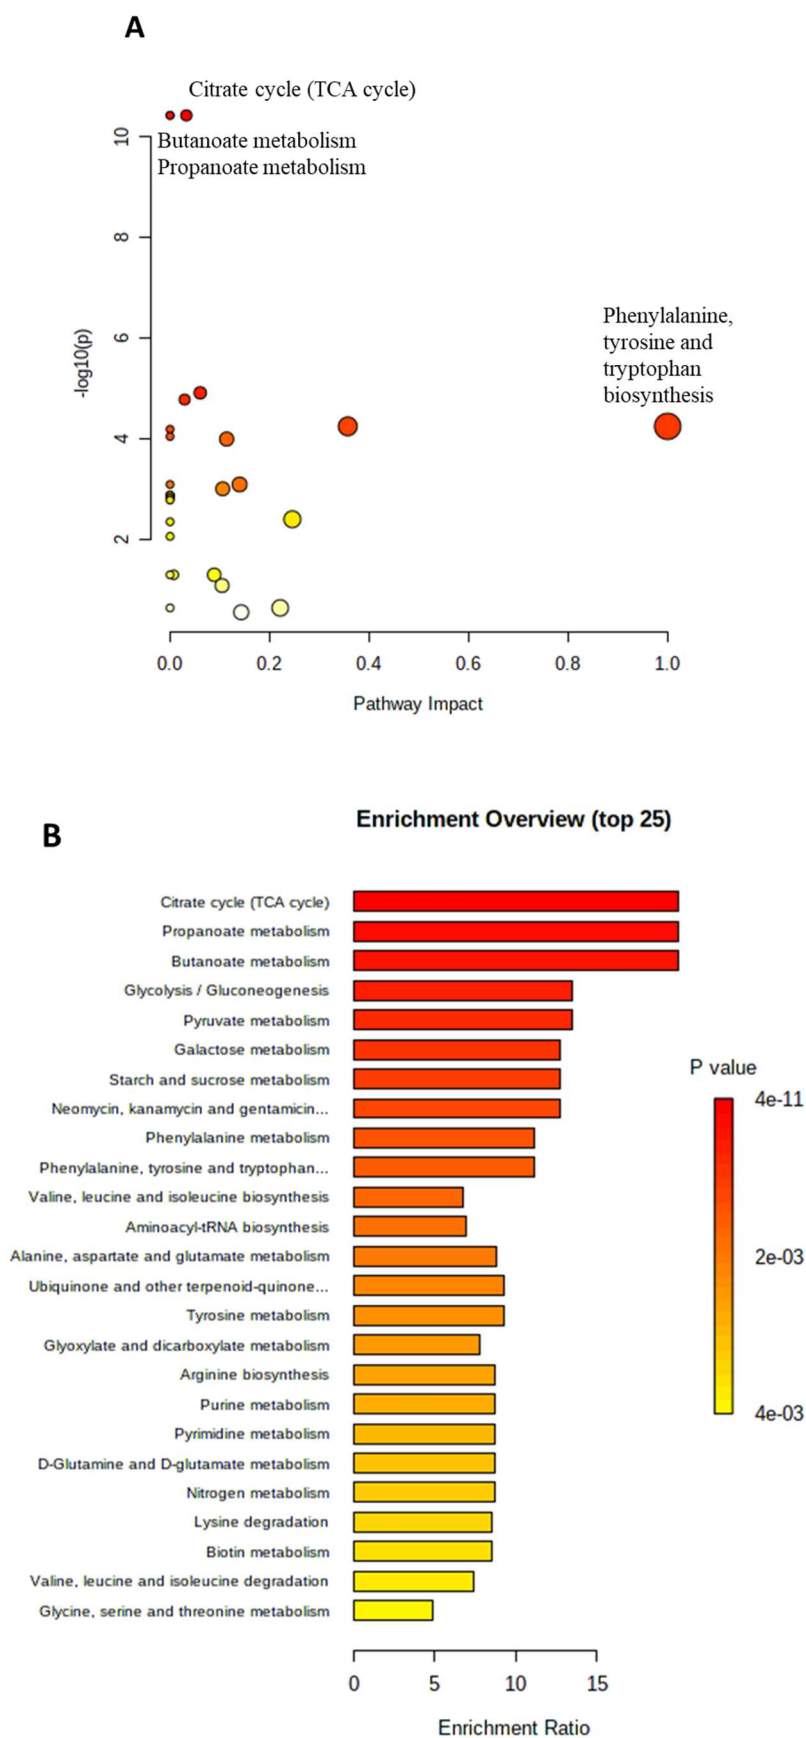 A
Citrate cycle (TCA cycle)
Butanoate metabolism
Propanoate metabolism
Phenylalanine,
tyrosine and
tryptophan
biosynthesis
-log10(p)
10
8
6
4
2
0.0 0.2 0.4 0.6 0.8 1.0
Pathway Impact
B
Enrichment Overview (top 25)
Citrate cycle (TCA cycle)
Propanoate metabolism
Butanoate metabolism
Glycolysis / Gluconeogenesis
Pyruvate metabolism
Galactose metabolism
Starch and sucrose metabolism
Neomycin, kanamycin and gentamicin...
Phenylalanine metabolism
Phenylalanine, tyrosine and tryptophan...
Valine, leucine and isoleucine biosynthesis
Aminoacyl-tRNA biosynthesis
Alanine, aspartate and glutamate metabolism
Ubiquinone and other terpenoid-quinone...
Tyrosine metabolism
Glyoxylate and dicarboxylate metabolism
Arginine biosynthesis
Purine metabolism
Pyrimidine metabolism
D-Glutamine and D-glutamate metabolism
Nitrogen metabolism
Lysine degradation
Biotin metabolism
Valine, leucine and isoleucine degradation
Glycine, serine and threonine metabolism
P value
4e-11
2e-03
4e-03
0 5 10 15
Enrichment Ratio